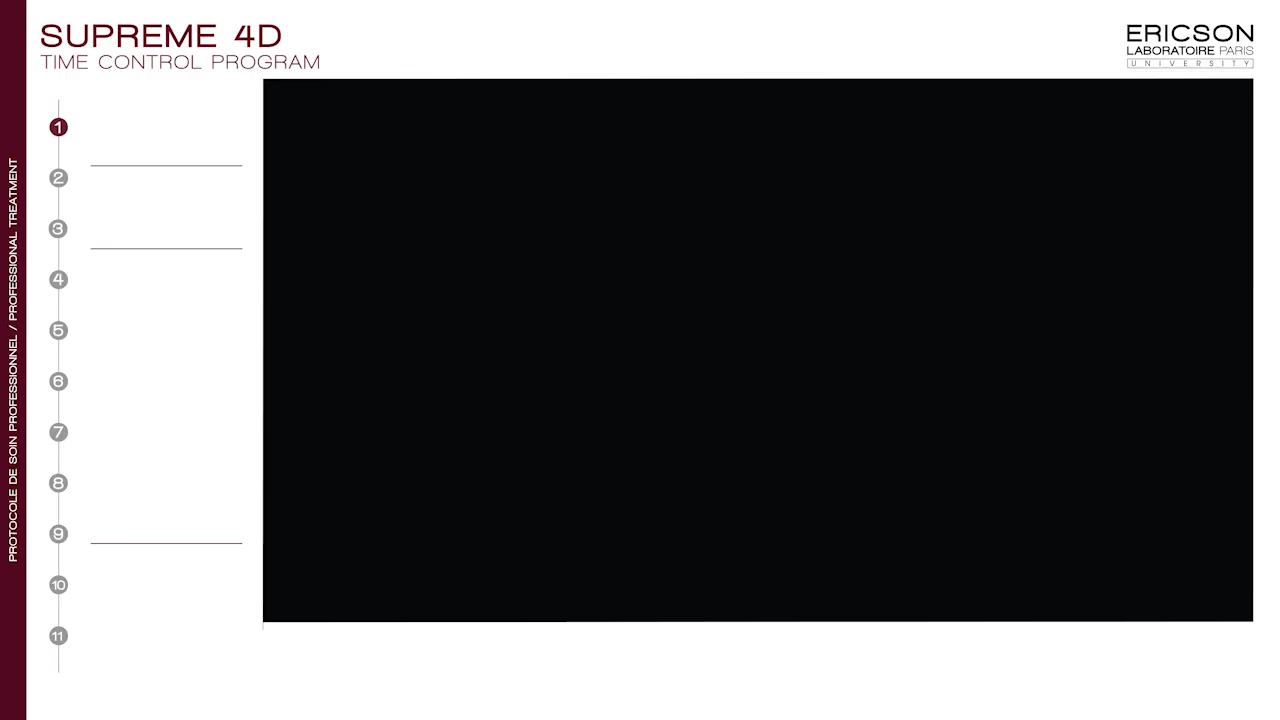 SUPREME 4D
TIME CONTROL PROGRAM
ERICSON
LABORATOIRE PARIS
UNIVERSITY
PROTOCOLE DE SOIN PROFESSIONNEL / PROFESSIONAL TREATMENT
1
2
3
4
5
6
7
8
9
10
11